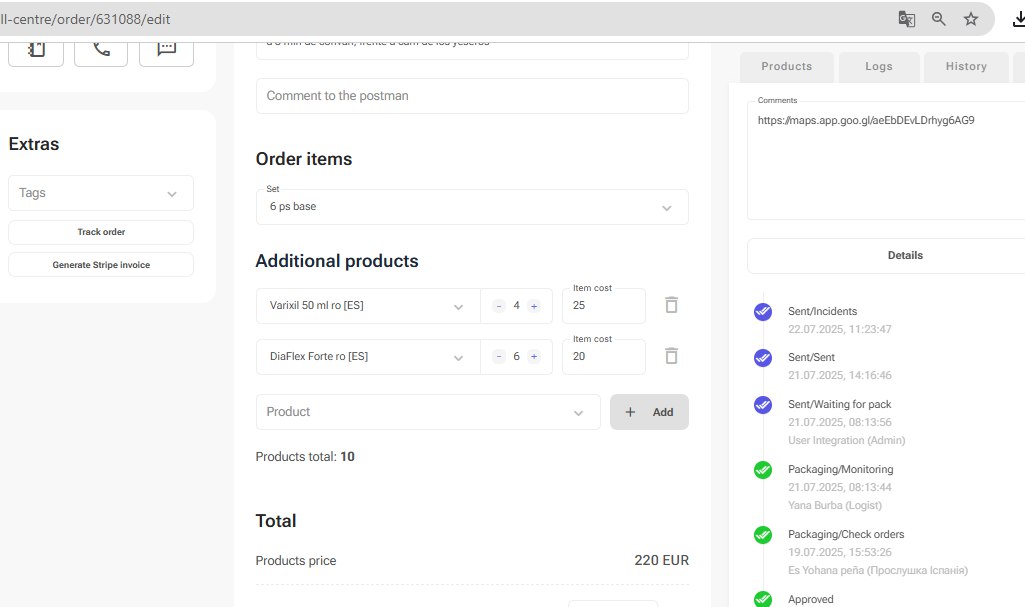 ll-centre/order/631088/edit
Comment to the postman
Extras
Tags
Track order
Generate Stripe invoice
Order items
Set
6 ps base
Additional products
Varixil 50 ml ro [ES]
- 4 +
Item cost
25
DiaFlex Forte ro [ES]
- 6 +
Item cost
20
Product
+ Add
Products total: 10
Total
Products price
220 EUR
Products
Logs
History
Comments
https://maps.app.goo.gl/aeEbDEvLDrhyg6AG9
Details
Sent/Incidents
22.07.2025, 11:23:47
Sent/Sent
21.07.2025, 14:16:46
Sent/Waiting for pack
21.07.2025, 08:13:56
User Integration (Admin)
Packaging/Monitoring
21.07.2025, 08:13:44
Yana Burba (Logist)
Packaging/Check orders
19.07.2025, 15:53:26
Es Yohana peña (Прослушка Іспанія)
Approved